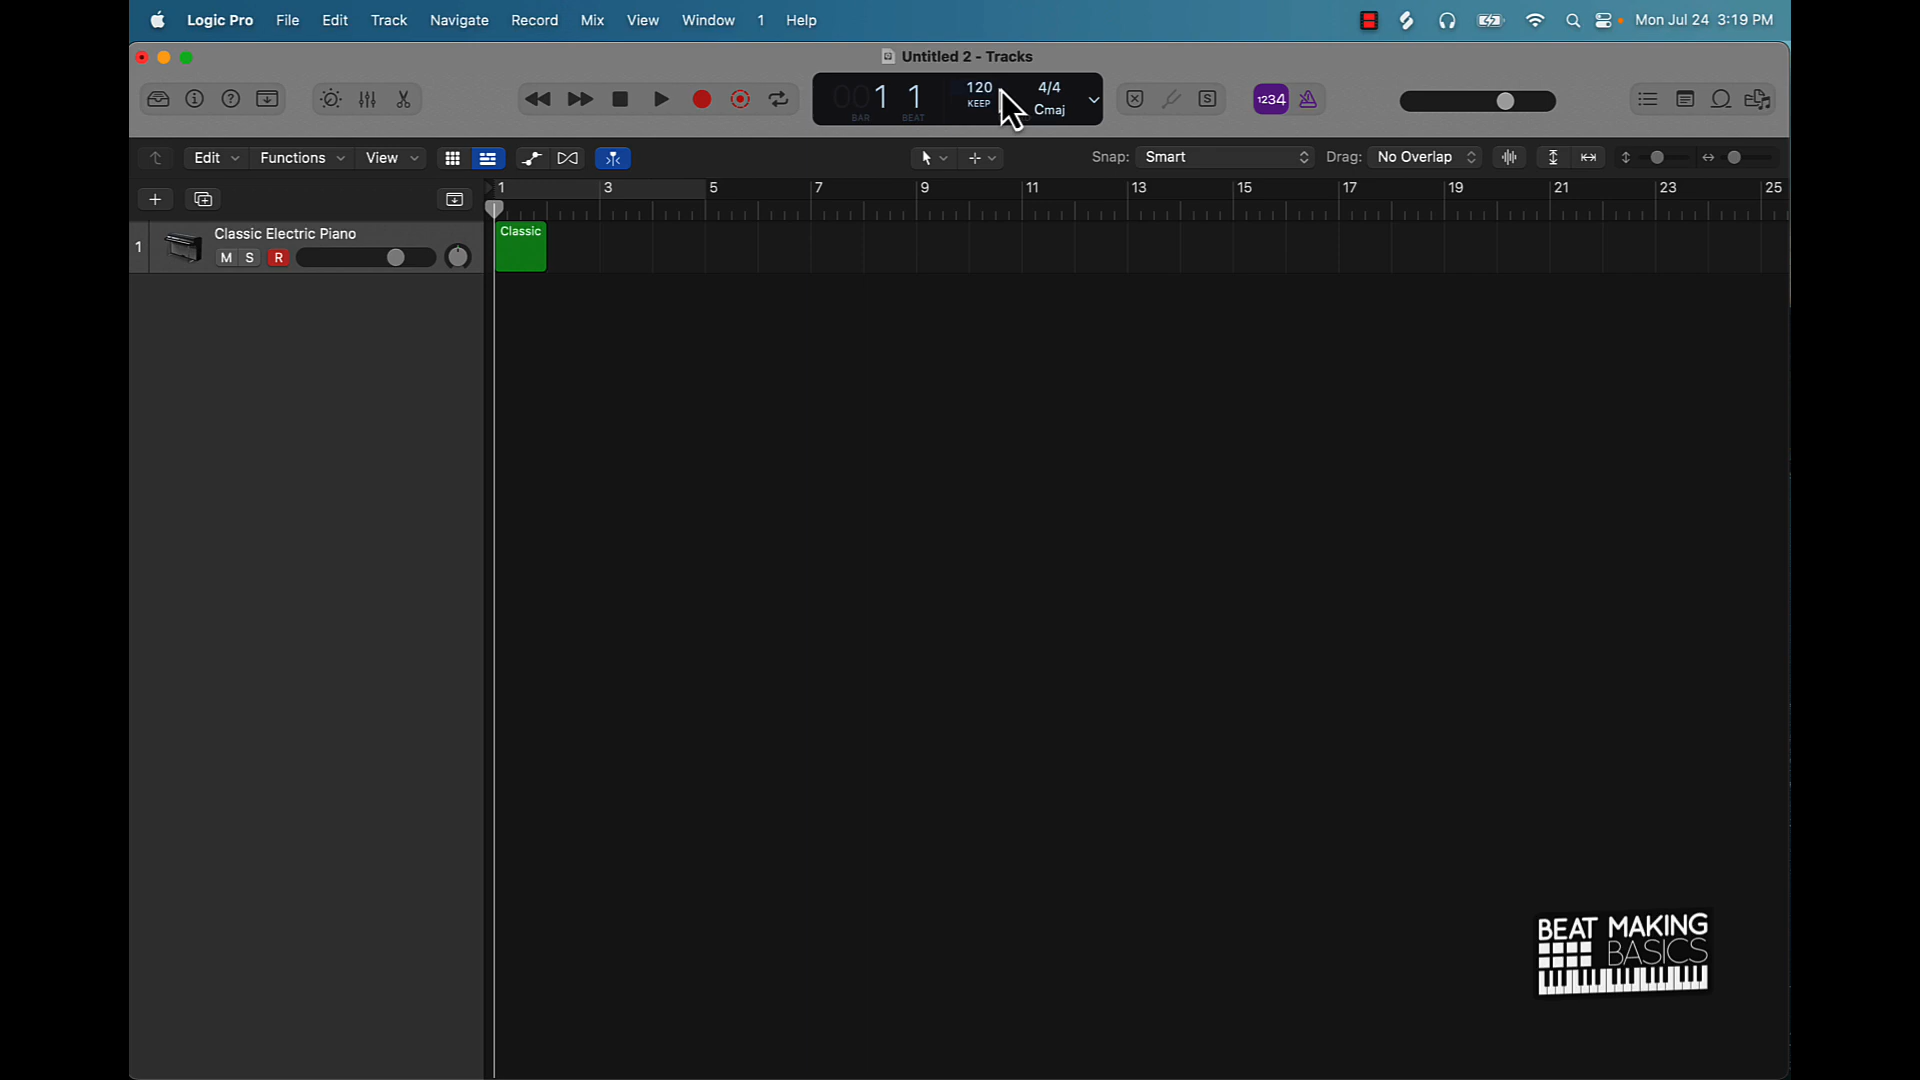 Logic Pro File Edit Track Navigate Record Mix View Window 1 Help Mon Jul 24 3:19 PM
Untitled 2 - Tracks
001 1 120 4/4
KEEP Cmaj
BAR BEAT
1234
S
Edit Functions View Snap: Smart Drag: No Overlap
1 3 5 7 9 11 13 15 17 19 21 23 25
1 Classic Electric Piano
M S R
Classic
BEAT MAKING
BASICS